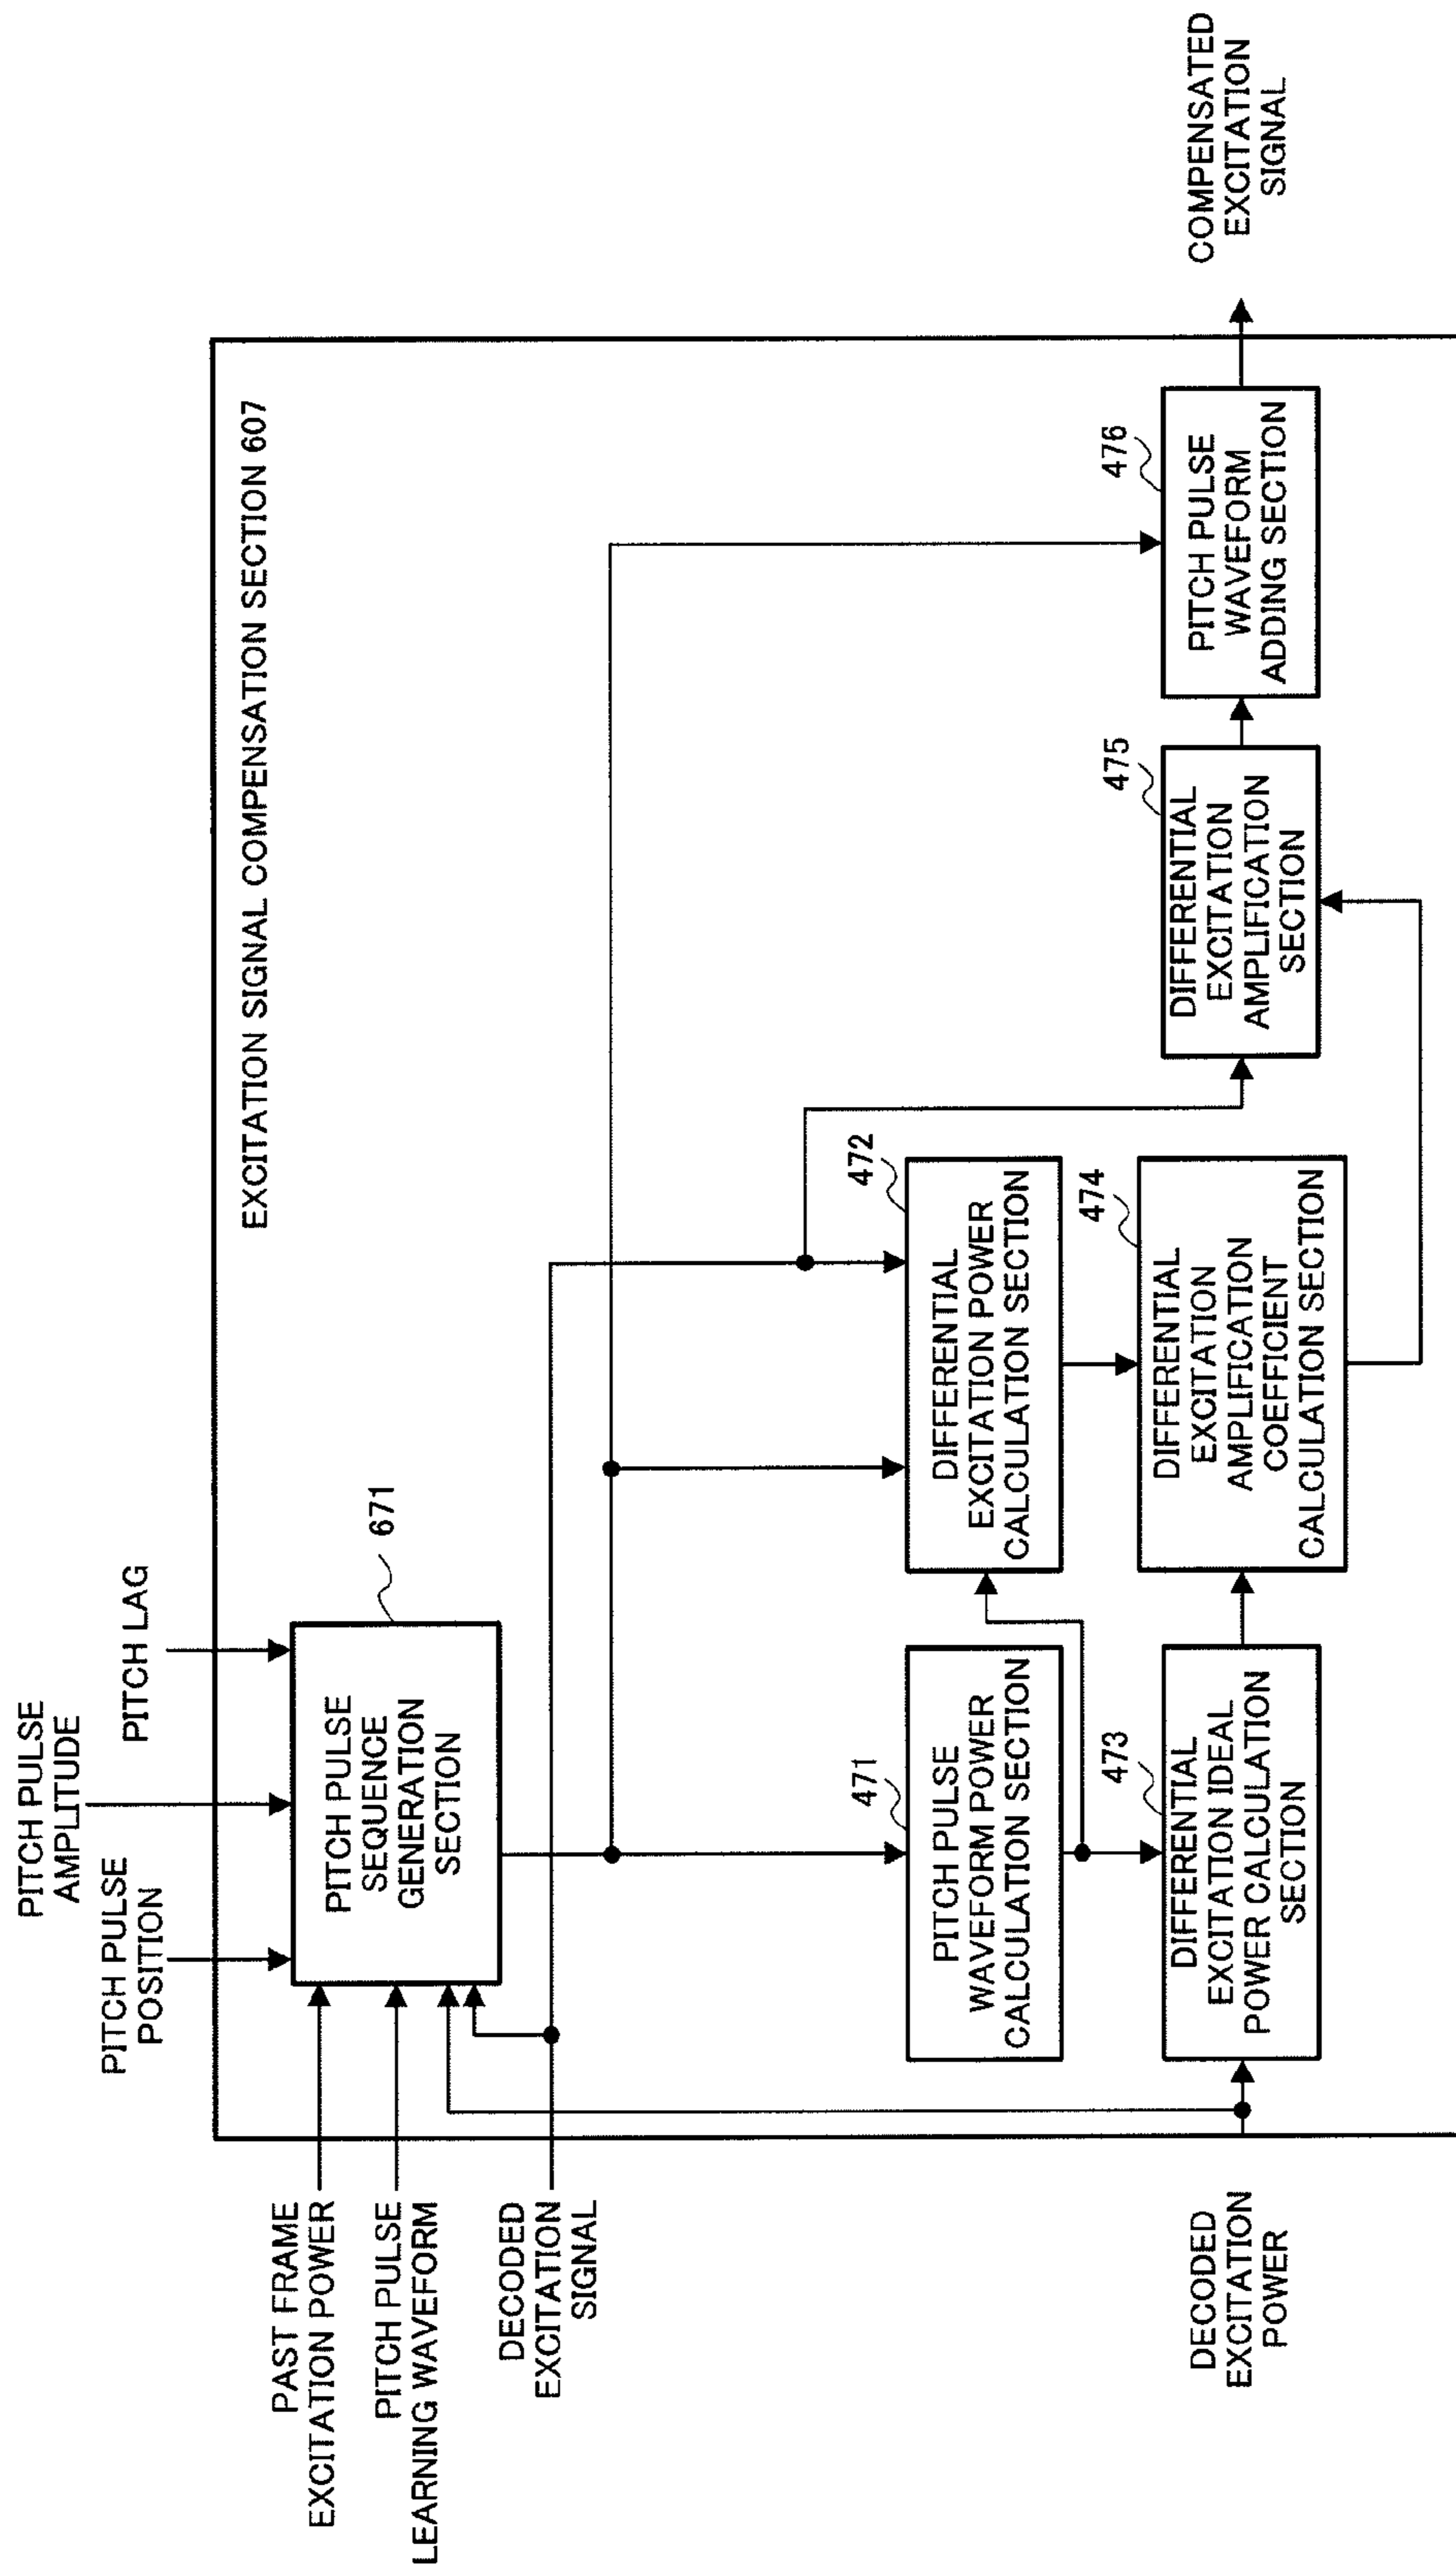 EXCITATION SIGNAL COMPENSATION SECTION 607
PITCH PULSE
POSITION
PITCH PULSE
AMPLITUDE
PITCH LAG
PAST FRAME
EXCITATION POWER
PITCH PULSE
LEARNING WAVEFORM
DECODED
EXCITATION
SIGNAL
DECODED
EXCITATION
POWER
671
PITCH PULSE
SEQUENCE
GENERATION
SECTION
471
PITCH PULSE
WAVEFORM POWER
CALCULATION SECTION
472
DIFFERENTIAL
EXCITATION POWER
CALCULATION SECTION
473
DIFFERENTIAL
EXCITATION IDEAL
POWER CALCULATION
SECTION
474
DIFFERENTIAL
EXCITATION
AMPLIFICATION
COEFFICIENT
CALCULATION SECTION
475
DIFFERENTIAL
EXCITATION
AMPLIFICATION
SECTION
476
PITCH PULSE
WAVEFORM
ADDING SECTION
COMPENSATED
EXCITATION
SIGNAL